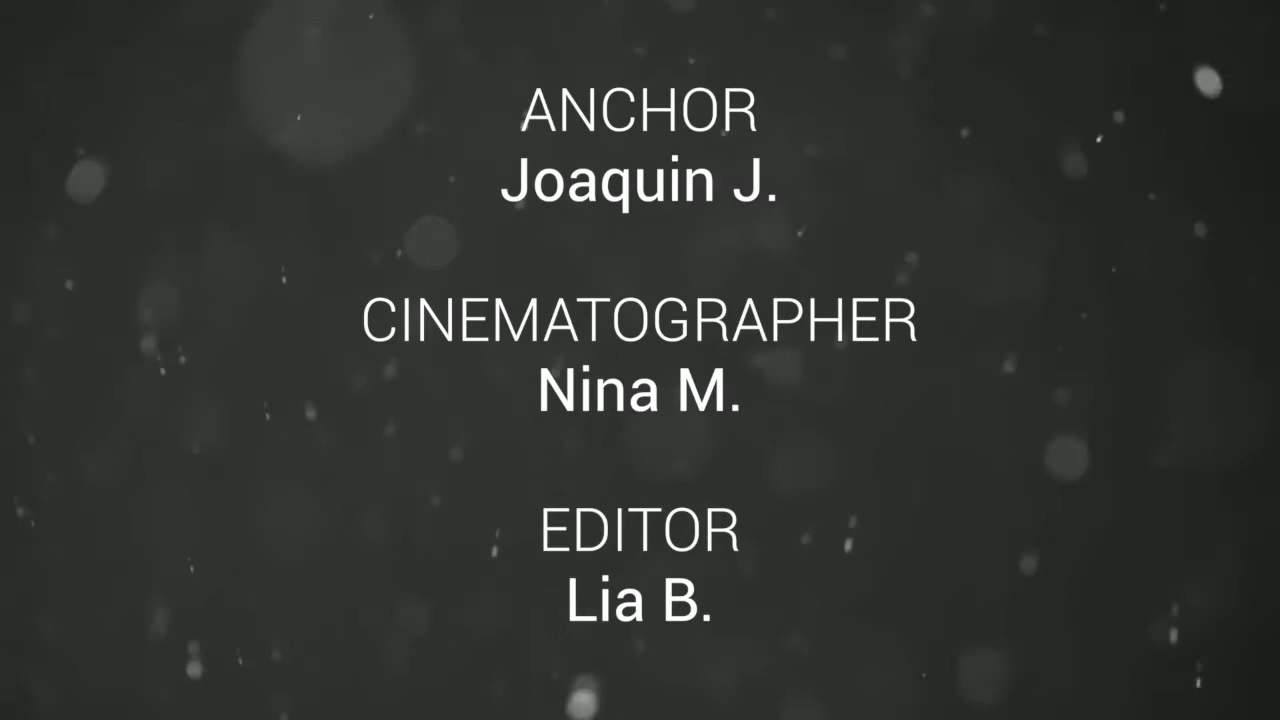 ANCHOR
Joaquin J.
CINEMATOGRAPHER
Nina M.
EDITOR
Lia B.